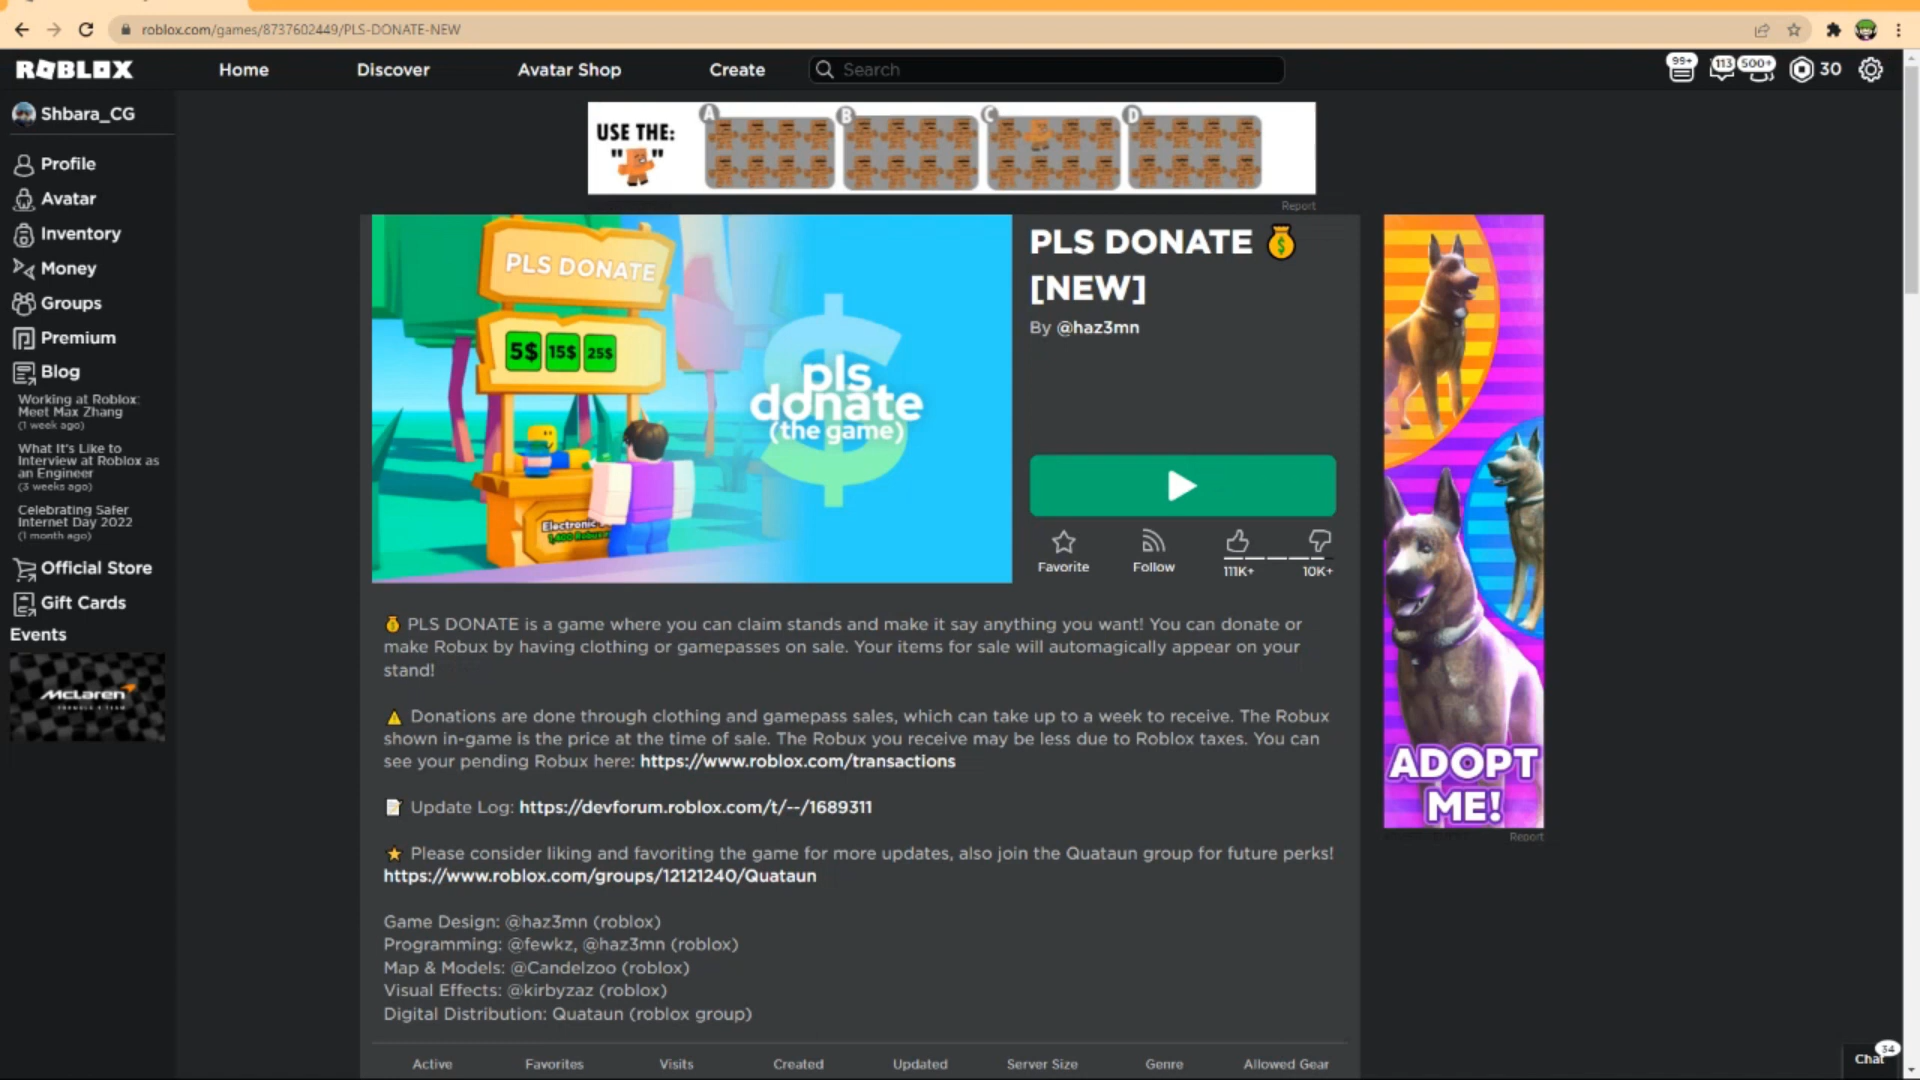 roblox.com/games/8737602449/PLS-DONATE-NEW
ROBLOX
Home
Discover
Avatar Shop
Create
Search
99+
113
500+
30
Shbara_CG
Profile
Avatar
Inventory
Money
Groups
Premium
Blog
Working at Roblox:
Meet Max Zhang
(1 week ago)
What It's Like to
Interview at Roblox as
an Engineer
(3 weeks ago)
Celebrating Safer
Internet Day 2022
(1 month ago)
Official Store
Gift Cards
Events
McLaren
FORMULA 1 TEAM
USE THE:
" "
A
B
C
D
Report
PLS DONATE
5$ 15$ 25$
Electronic
pls
donate
(the game)
PLS DONATE
[NEW]
By @haz3mn
Favorite
Follow
111K+
10K+
PLS DONATE is a game where you can claim stands and make it say anything you want! You can donate or
make Robux by having clothing or gamepasses on sale. Your items for sale will automagically appear on your
stand!
Donations are done through clothing and gamepass sales, which can take up to a week to receive. The Robux
shown in-game is the price at the time of sale. The Robux you receive may be less due to Roblox taxes. You can
see your pending Robux here: https://www.roblox.com/transactions
Update Log: https://devforum.roblox.com/t/--/1689311
Please consider liking and favoriting the game for more updates, also join the Quataun group for future perks!
https://www.roblox.com/groups/12121240/Quataun
Game Design: @haz3mn (roblox)
Programming: @fewkz, @haz3mn (roblox)
Map & Models: @Candelzoo (roblox)
Visual Effects: @kirbyzaz (roblox)
Digital Distribution: Quataun (roblox group)
Active
Favorites
Visits
Created
Updated
Server Size
Genre
Allowed Gear
ADOPT
ME!
Report
Chat
34